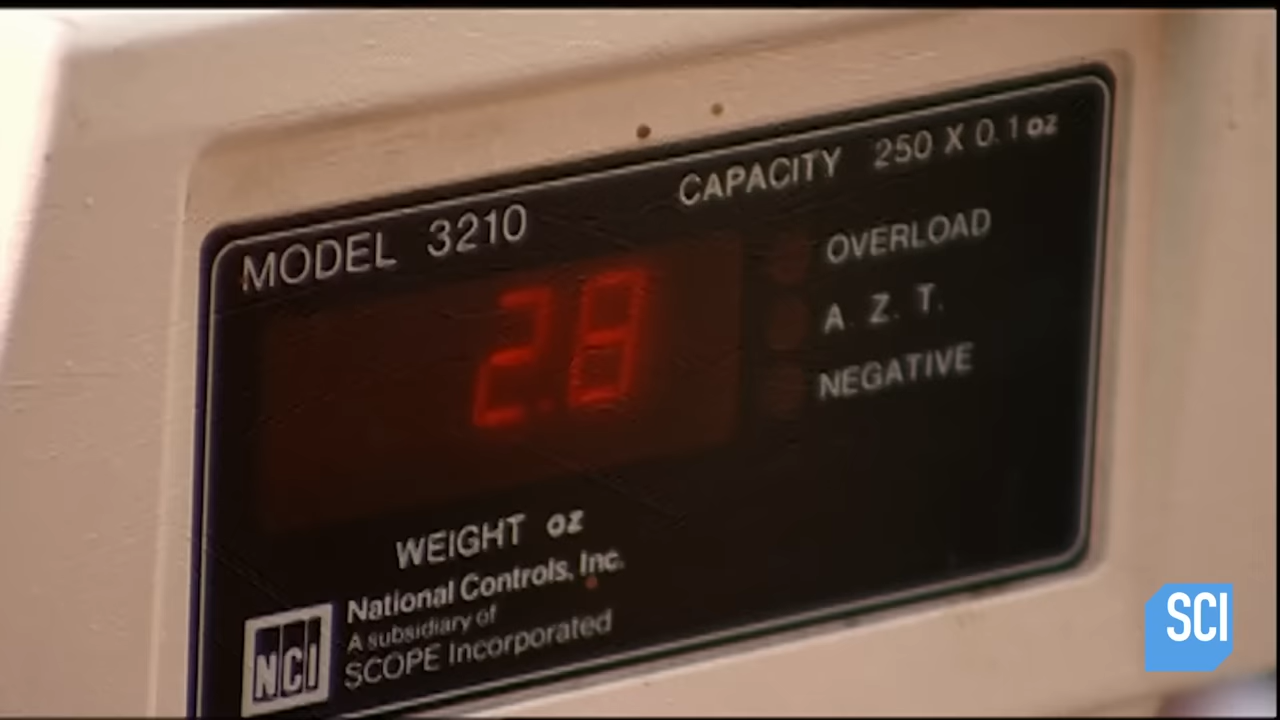 MODEL 3210
CAPACITY 250 X 0.1 oz
2.8
OVERLOAD
A. Z. T.
NEGATIVE
WEIGHT oz
NCI
National Controls, Inc.
A subsidiary of
SCOPE Incorporated
SCI